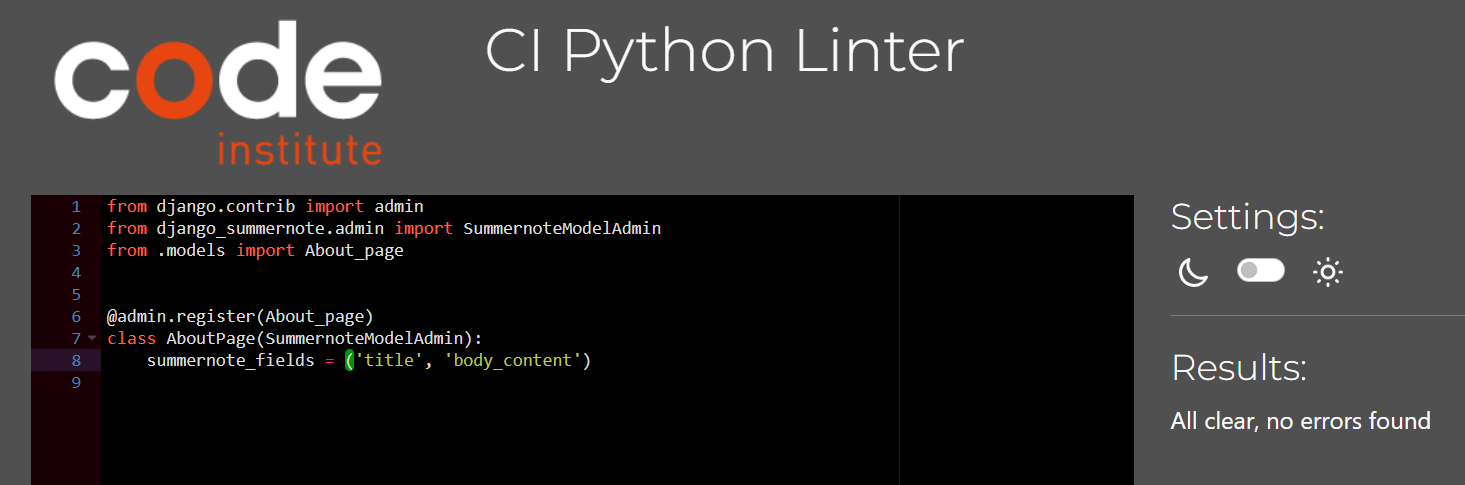 code
institute
CI Python Linter
1 from django.contrib import admin
2 from django_summernote.admin import SummernoteModelAdmin
3 from .models import About_page
4
5
6 @admin.register(About_page)
7 class AboutPage(SummernoteModelAdmin):
8     summernote_fields = ('title', 'body_content')
9
Settings:
Results:
All clear, no errors found